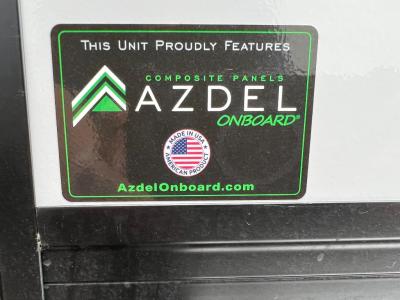 This Unit Proudly Features
COMPOSITE PANELS
AZDEL
ONBOARD®
MADE IN USA
AMERICAN PRODUCT
AzdelOnboard.com